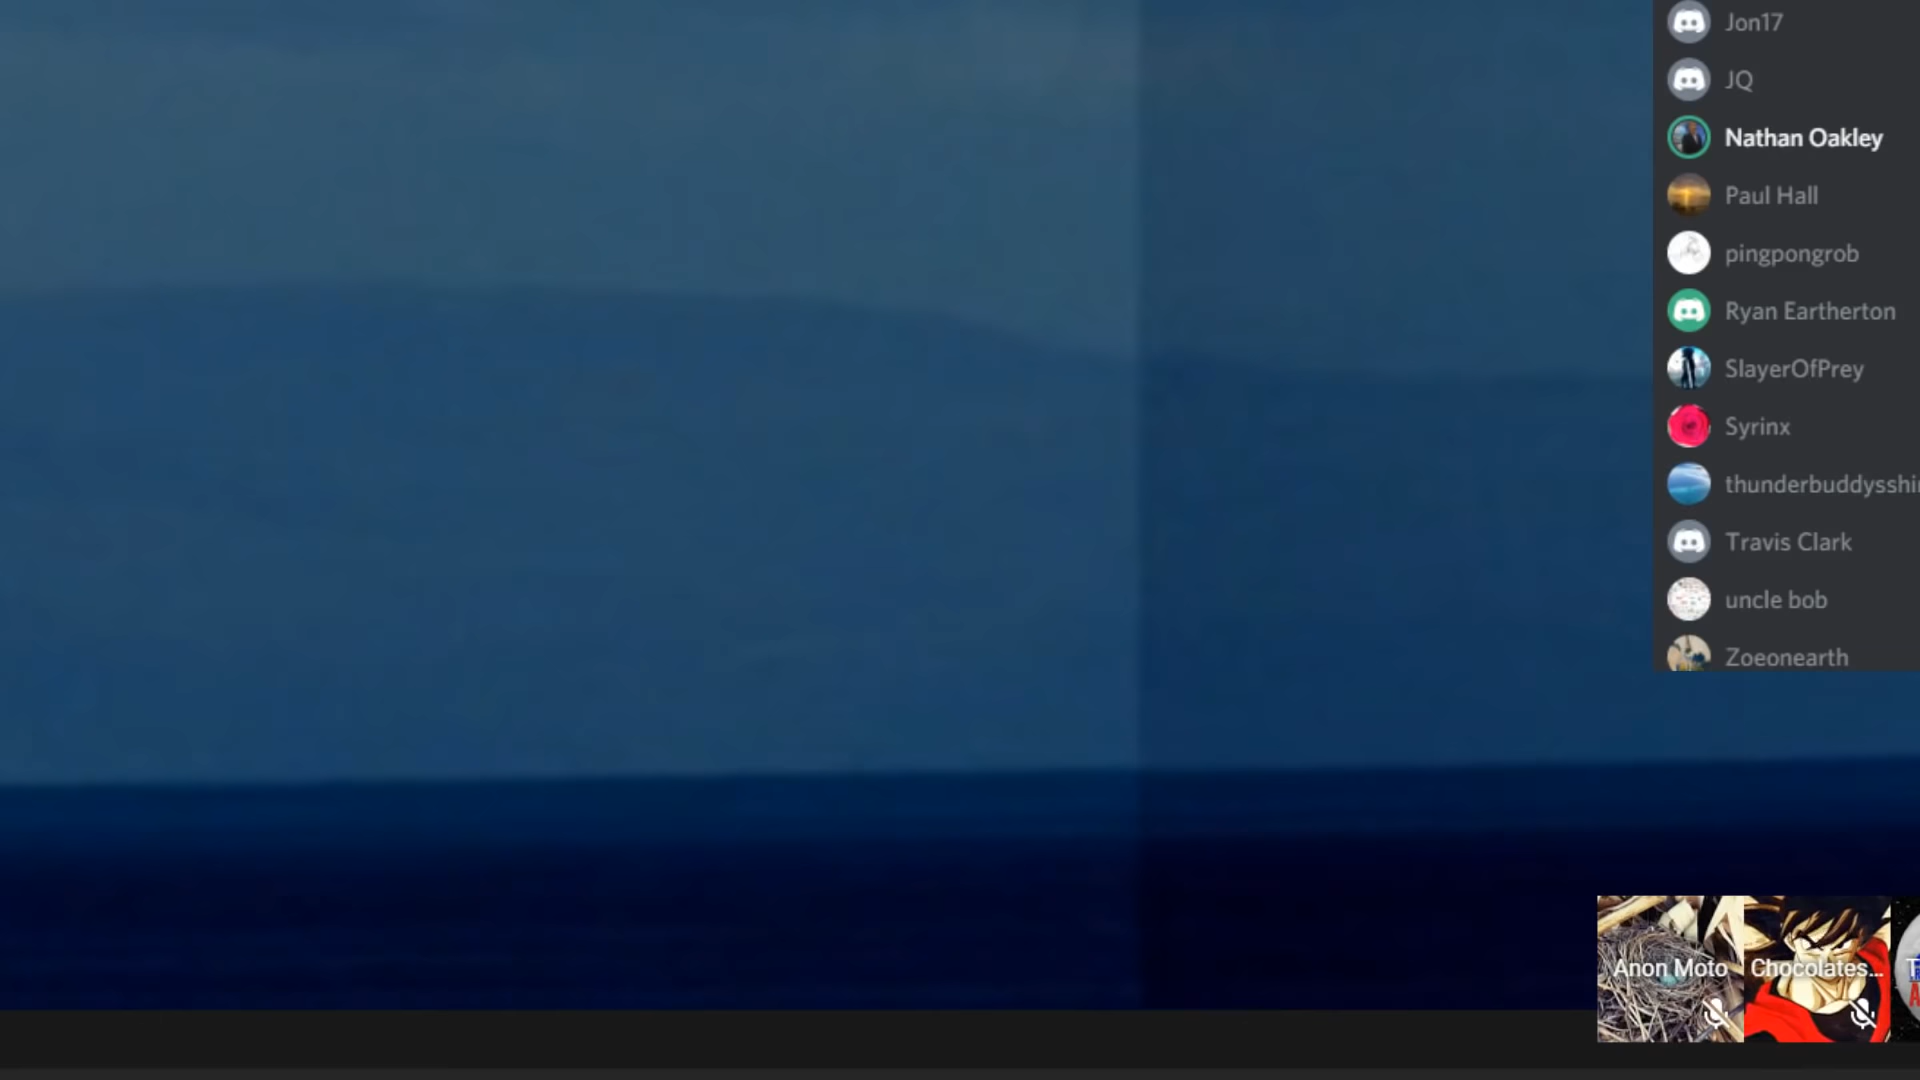 Jon17
JQ
Nathan Oakley
Paul Hall
pingpongrob
Ryan Eartherton
SlayerOfPrey
Syrinx
thunderbuddysshi
Travis Clark
uncle bob
Zoeonearth
Anon Moto
Chocolates...